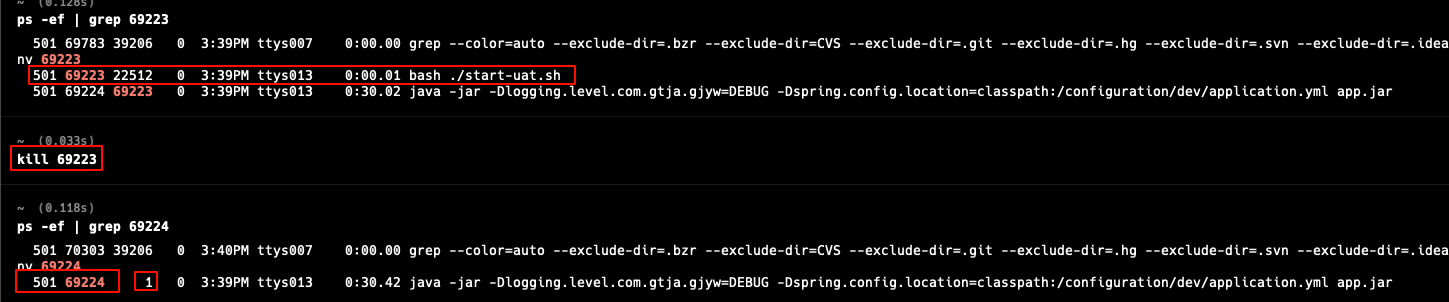 ~ (0.128s)
ps -ef | grep 69223
501 69783 39206 0 3:39PM ttys007 0:00.00 grep --color=auto --exclude-dir=.bzr --exclude-dir=CVS --exclude-dir=.git --exclude-dir=.hg --exclude-dir=.svn --exclude-dir=.idea
nv 69223
501 69223 22512 0 3:39PM ttys013 0:00.01 bash ./start-uat.sh
501 69224 69223 0 3:39PM ttys013 0:30.02 java -jar -Dlogging.level.com.gtja.gjyw=DEBUG -Dspring.config.location=classpath:/configuration/dev/application.yml app.jar
~ (0.033s)
kill 69223
~ (0.118s)
ps -ef | grep 69224
501 70303 39206 0 3:40PM ttys007 0:00.00 grep --color=auto --exclude-dir=.bzr --exclude-dir=CVS --exclude-dir=.git --exclude-dir=.hg --exclude-dir=.svn --exclude-dir=.idea
nv 69224
501 69224 1 0 3:39PM ttys013 0:30.42 java -jar -Dlogging.level.com.gtja.gjyw=DEBUG -Dspring.config.location=classpath:/configuration/dev/application.yml app.jar